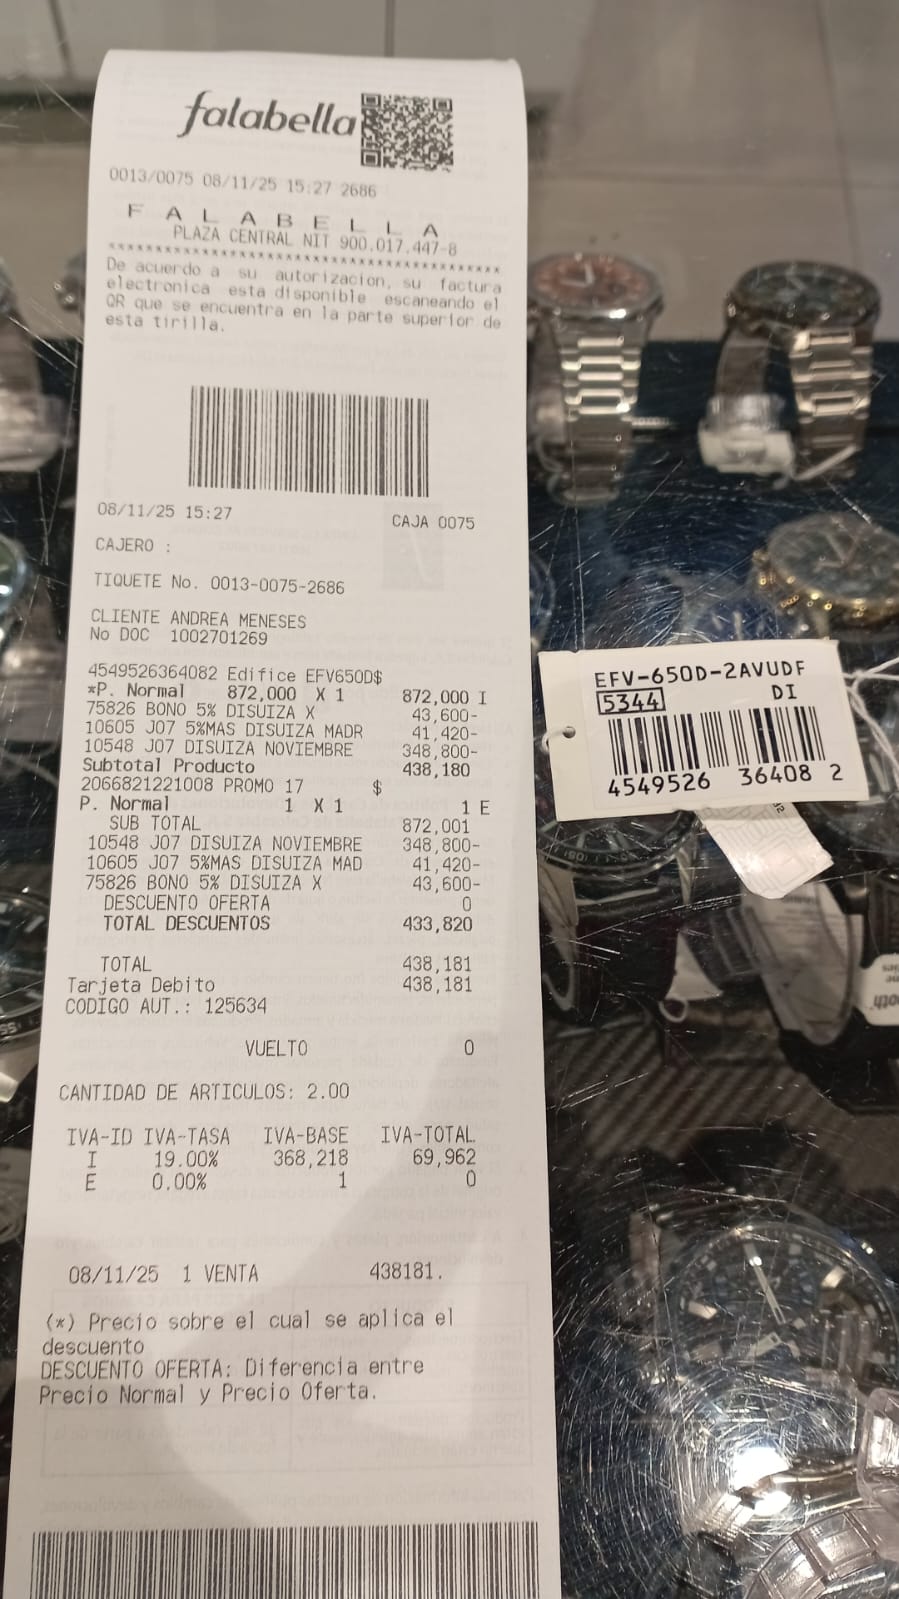 falabella
0013/0075 08/11/25 15:27 2686
F A L A B E L L A
PLAZA CENTRAL NIT 900.017.447-8
****************************************
De acuerdo a su autorizacion, su factura
electronica esta disponible escaneando el
QR que se encuentra en la parte superior de
esta tirilla.
08/11/25 15:27 CAJA 0075
CAJERO :
TIQUETE No. 0013-0075-2686
CLIENTE ANDREA MENESES
No DOC 1002701269
4549526364082 Edifice EFV650D$
*P. Normal 872,000 X 1 872,000 I
75826 BONO 5% DISUIZA X 43,600-
10605 J07 5%MAS DISUIZA MADR 41,420-
10548 J07 DISUIZA NOVIEMBRE 348,800-
Subtotal Producto 438,180
2066821221008 PROMO 17 $
P. Normal 1 X 1 1 E
SUB TOTAL 872,001
10548 J07 DISUIZA NOVIEMBRE 348,800-
10605 J07 5%MAS DISUIZA MAD 41,420-
75826 BONO 5% DISUIZA X 43,600-
DESCUENTO OFERTA 0
TOTAL DESCUENTOS 433,820
TOTAL 438,181
Tarjeta Debito 438,181
CODIGO AUT.: 125634
VUELTO 0
CANTIDAD DE ARTICULOS: 2.00
IVA-ID IVA-TASA IVA-BASE IVA-TOTAL
I 19.00% 368,218 69,962
E 0.00% 1 0
08/11/25 1 VENTA 438181.
(*) Precio sobre el cual se aplica el
descuento
DESCUENTO OFERTA: Diferencia entre
Precio Normal y Precio Oferta.
EFV-650D-2AVUDF
5344 DI
4549526 36408 2